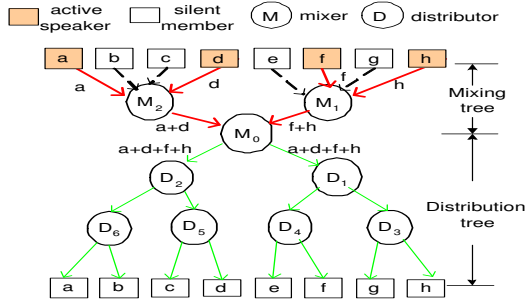 active speaker
silent member
M mixer
D distributor
a b c d e f g h
a d f h
M2 M1
Mixing tree
a+d f+h
M0
a+d+f+h a+d+f+h
D2 D1
Distribution tree
D6 D5 D4 D3
a b c d e f g h